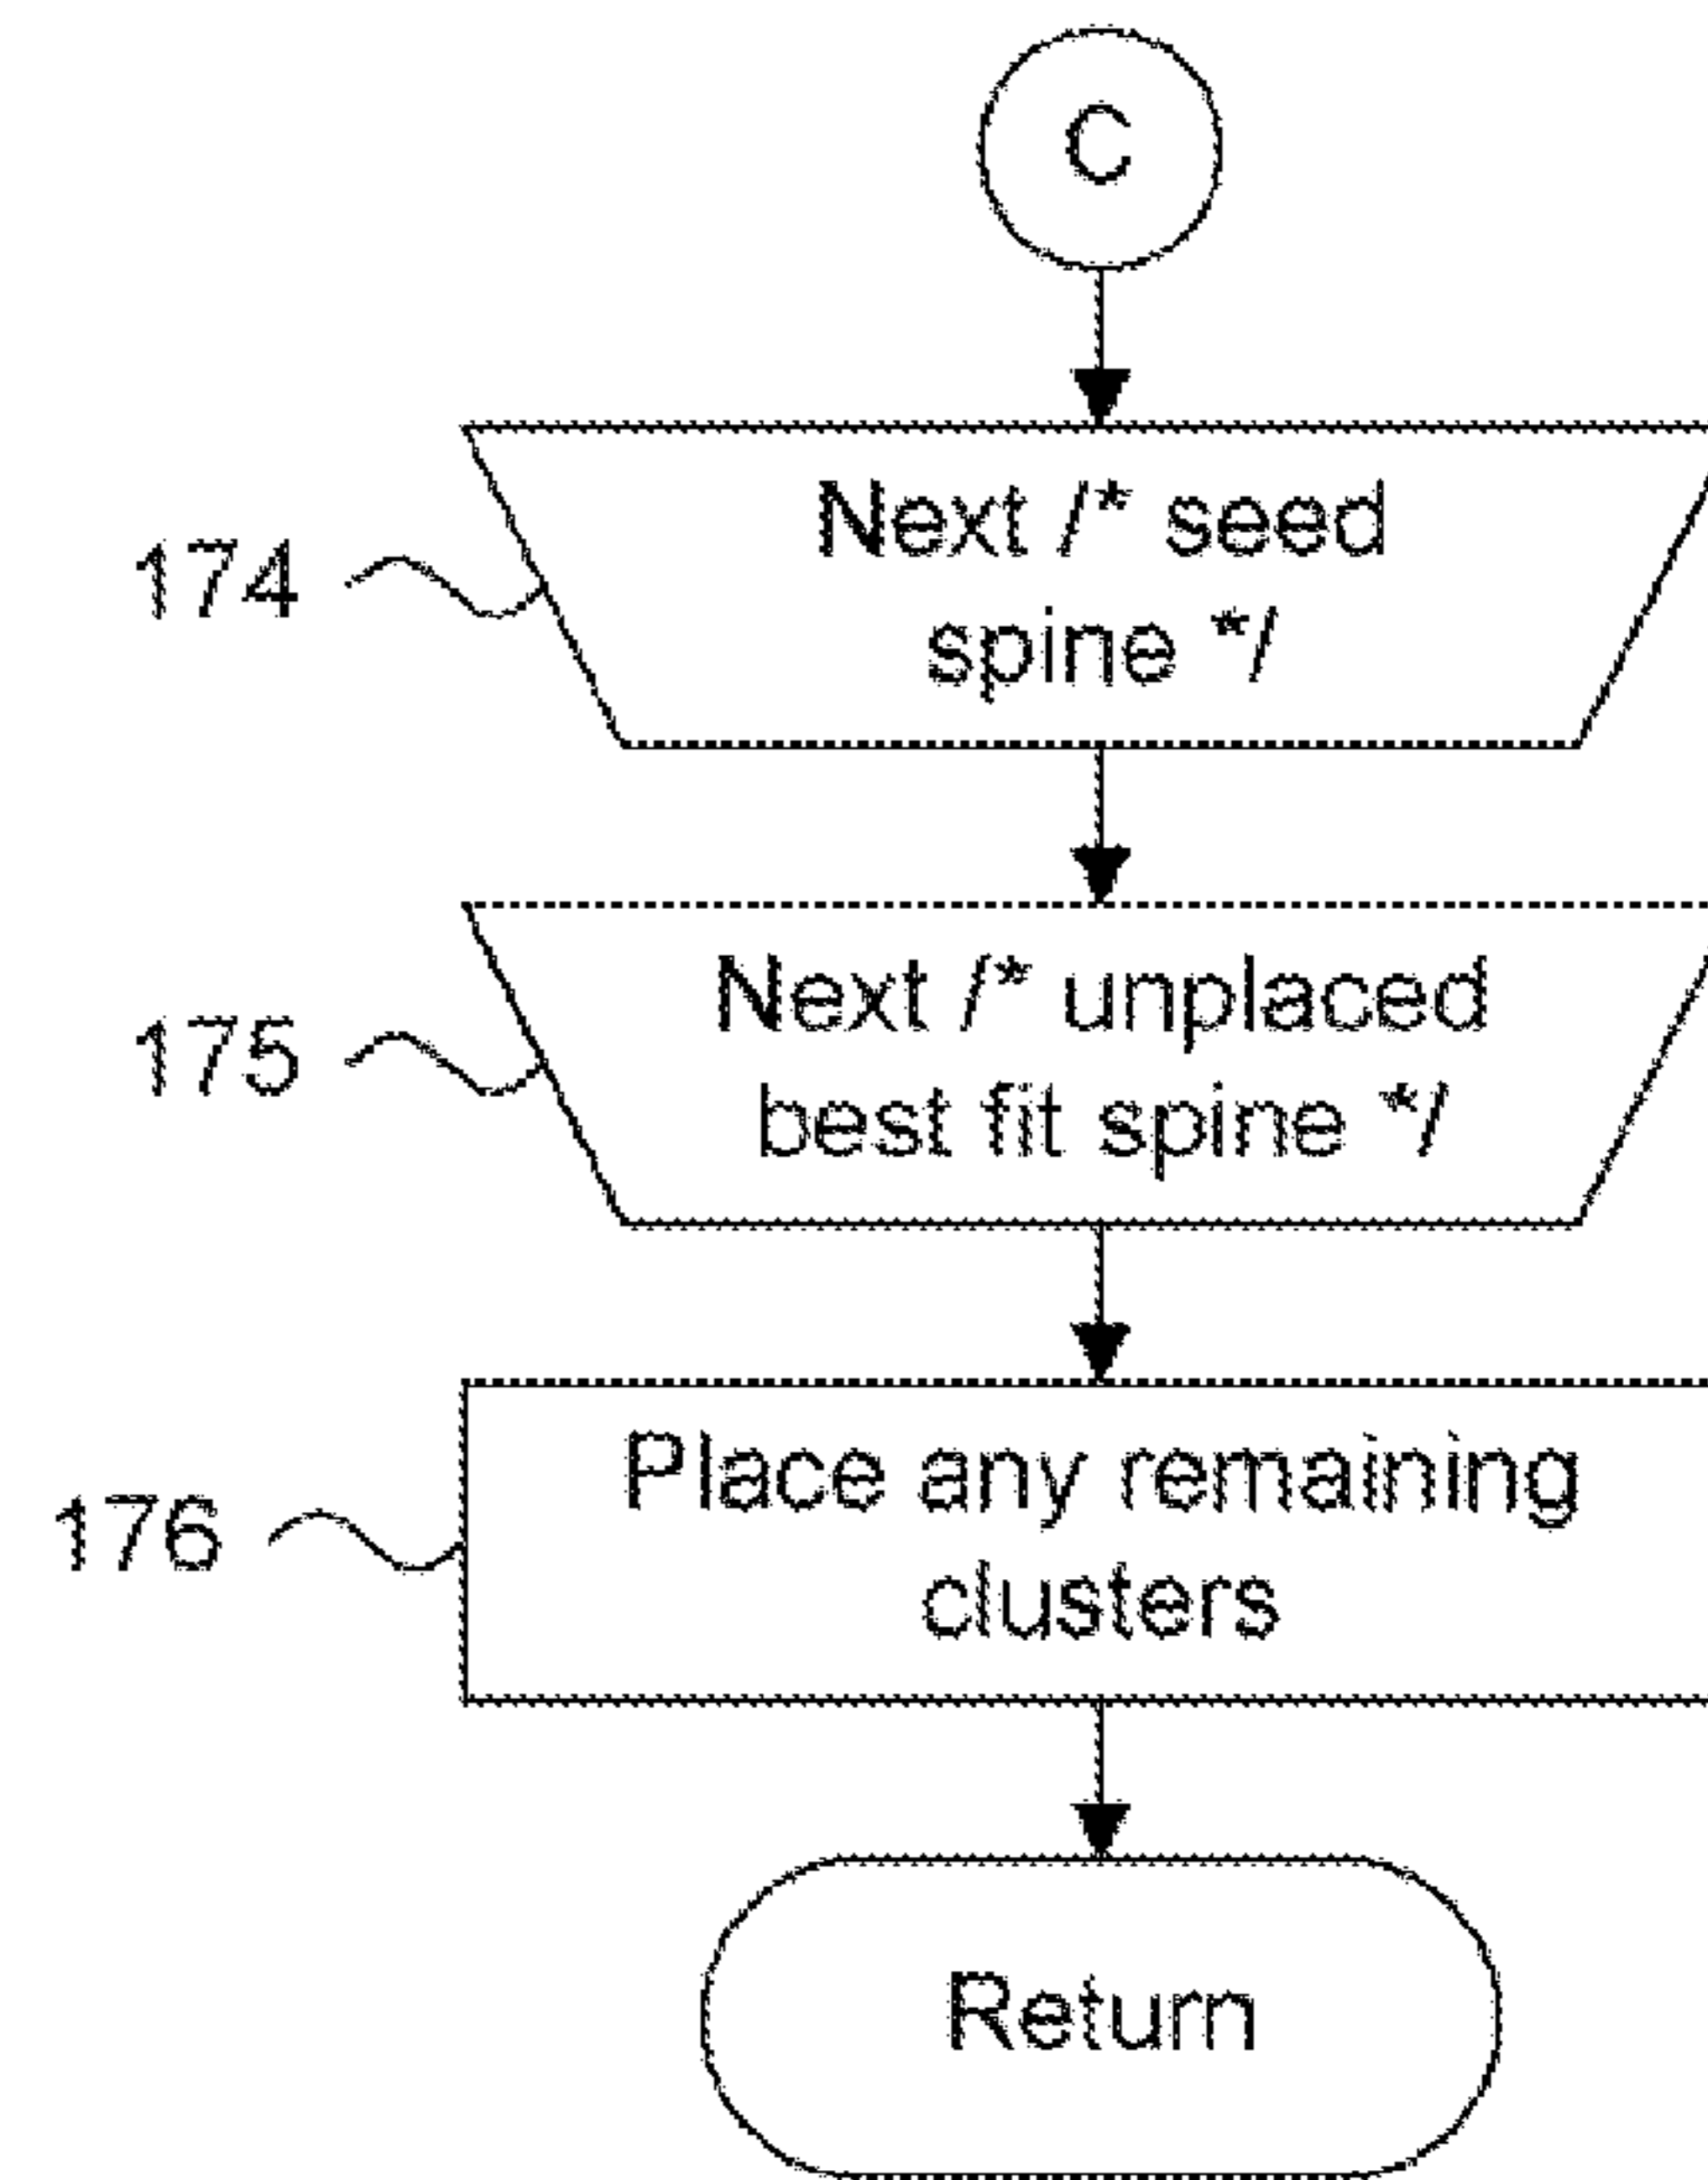 C
174
Next /* seed
spine */
175
Next /* unplaced
best fit spine */
176
Place any remaining
clusters
Return